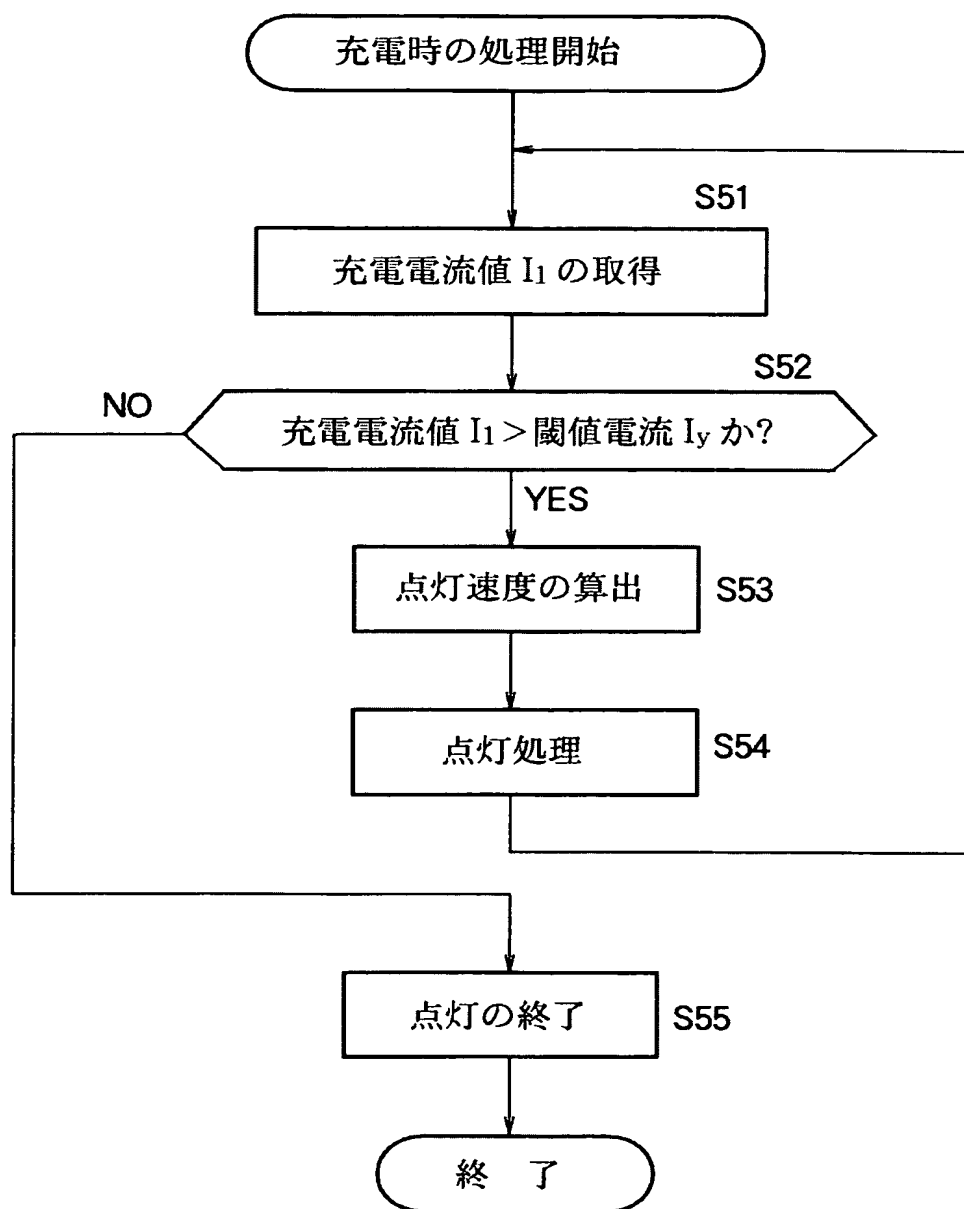 充電時の処理開始
S51
充電電流値 I₁ の取得
S52
NO
充電電流値 I₁ > 閾値電流 Iy か?
YES
点灯速度の算出
S53
点灯処理
S54
点灯の終了
S55
終 了